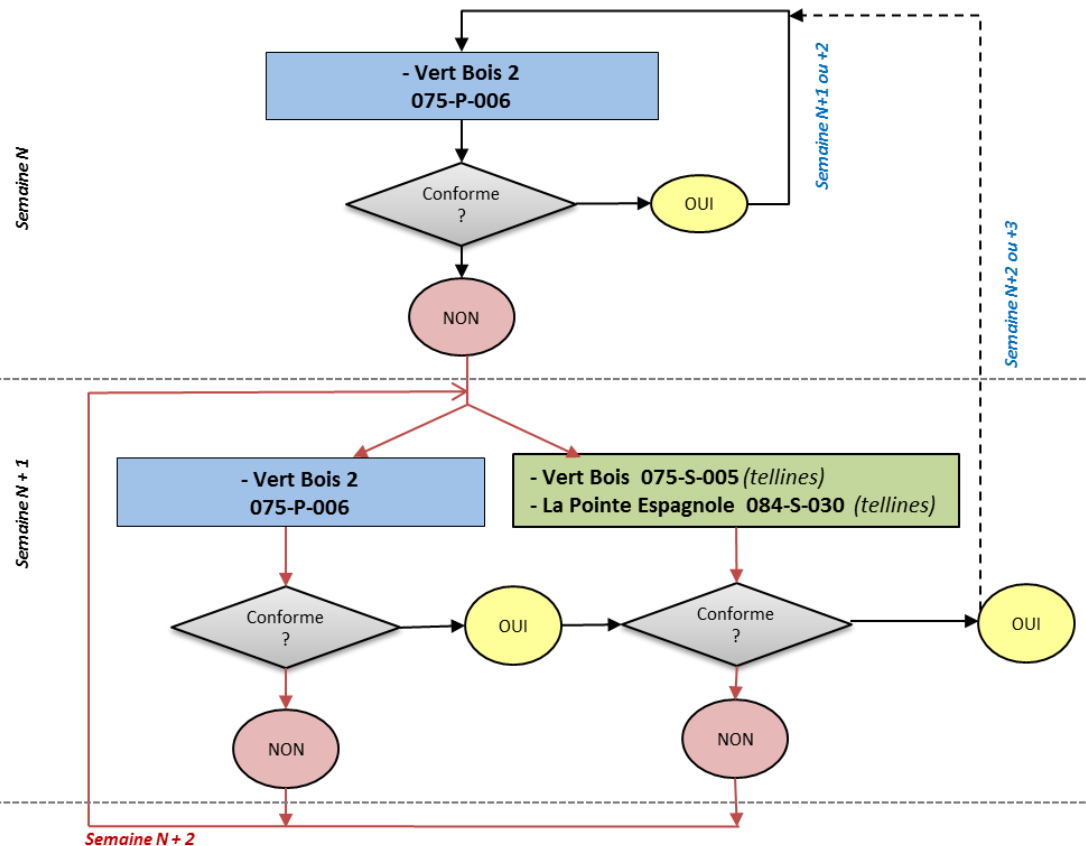 - Vert Bois 2
075-P-006
Semaine N+1 ou +2
Semaine N
Conforme
?
OUI
NON
Semaine N+2 ou +3
Semaine N + 1
- Vert Bois 2
075-P-006
- Vert Bois 075-S-005 (tellines)
- La Pointe Espagnole 084-S-030 (tellines)
Conforme
?
OUI
Conforme
?
OUI
NON
NON
Semaine N + 2